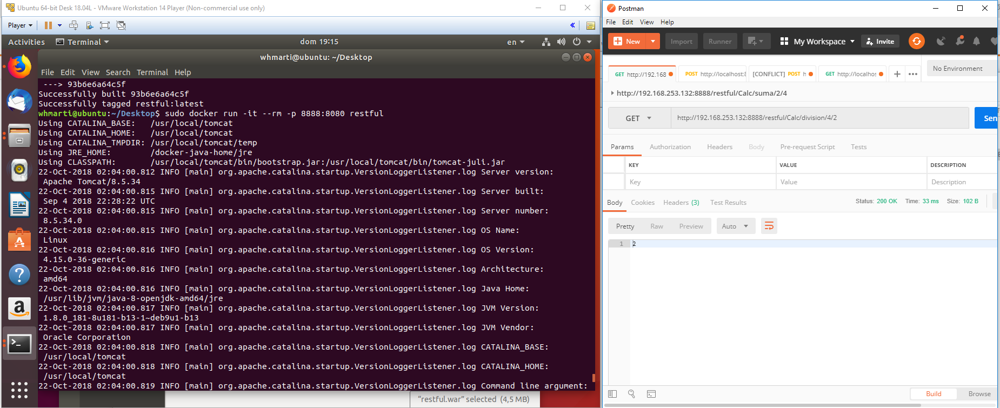 Ubuntu 64-bit Desk 18.04L - VMware Workstation 14 Player (Non-commercial use only)
Player
Activities
Terminal
dom 19:15
en
whmarti@ubuntu: ~/Desktop
File Edit View Search Terminal Help
---> 93b6e6a64c5f
Successfully built 93b6e6a64c5f
Successfully tagged restful:latest
whmarti@ubuntu:~/Desktop$ sudo docker run -it --rm -p 8888:8080 restful
Using CATALINA_BASE:   /usr/local/tomcat
Using CATALINA_HOME:   /usr/local/tomcat
Using CATALINA_TMPDIR: /usr/local/tomcat/temp
Using JRE_HOME:        /docker-java-home/jre
Using CLASSPATH:       /usr/local/tomcat/bin/bootstrap.jar:/usr/local/tomcat/bin/tomcat-juli.jar
22-Oct-2018 02:04:00.812 INFO [main] org.apache.catalina.startup.VersionLoggerListener.log Server version:
Apache Tomcat/8.5.34
22-Oct-2018 02:04:00.815 INFO [main] org.apache.catalina.startup.VersionLoggerListener.log Server built:
Sep 4 2018 22:28:22 UTC
22-Oct-2018 02:04:00.815 INFO [main] org.apache.catalina.startup.VersionLoggerListener.log Server number:
8.5.34.0
22-Oct-2018 02:04:00.815 INFO [main] org.apache.catalina.startup.VersionLoggerListener.log OS Name:
Linux
22-Oct-2018 02:04:00.816 INFO [main] org.apache.catalina.startup.VersionLoggerListener.log OS Version:
4.15.0-36-generic
22-Oct-2018 02:04:00.816 INFO [main] org.apache.catalina.startup.VersionLoggerListener.log Architecture:
amd64
22-Oct-2018 02:04:00.816 INFO [main] org.apache.catalina.startup.VersionLoggerListener.log Java Home:
/usr/lib/jvm/java-8-openjdk-amd64/jre
22-Oct-2018 02:04:00.817 INFO [main] org.apache.catalina.startup.VersionLoggerListener.log JVM Version:
1.8.0_181-8u181-b13-1~deb9u1-b13
22-Oct-2018 02:04:00.817 INFO [main] org.apache.catalina.startup.VersionLoggerListener.log JVM Vendor:
Oracle Corporation
22-Oct-2018 02:04:00.818 INFO [main] org.apache.catalina.startup.VersionLoggerListener.log CATALINA_BASE:
/usr/local/tomcat
22-Oct-2018 02:04:00.818 INFO [main] org.apache.catalina.startup.VersionLoggerListener.log CATALINA_HOME:
/usr/local/tomcat
22-Oct-2018 02:04:00.819 INFO [main] org.apache.catalina.startup.VersionLoggerListener.log Command line argument:
"restful.war" selected (4,5 MB)
Postman
File Edit View Help
New Import Runner My Workspace Invite
GET http://192.168 POST http://localhost:8 [CONFLICT] POST h GET http://localhos
No Environment
http://192.168.253.132:8888/restful/Calc/suma/2/4
GET http://192.168.253.132:8888/restful/Calc/division/4/2 Sen
Params Authorization Headers Body Pre-request Script Tests
KEY VALUE DESCRIPTION
Key Value Description
Body Cookies Headers (3) Test Results Status: 200 OK Time: 33 ms Size: 102 B
Pretty Raw Preview Auto
1 2
Build Browse